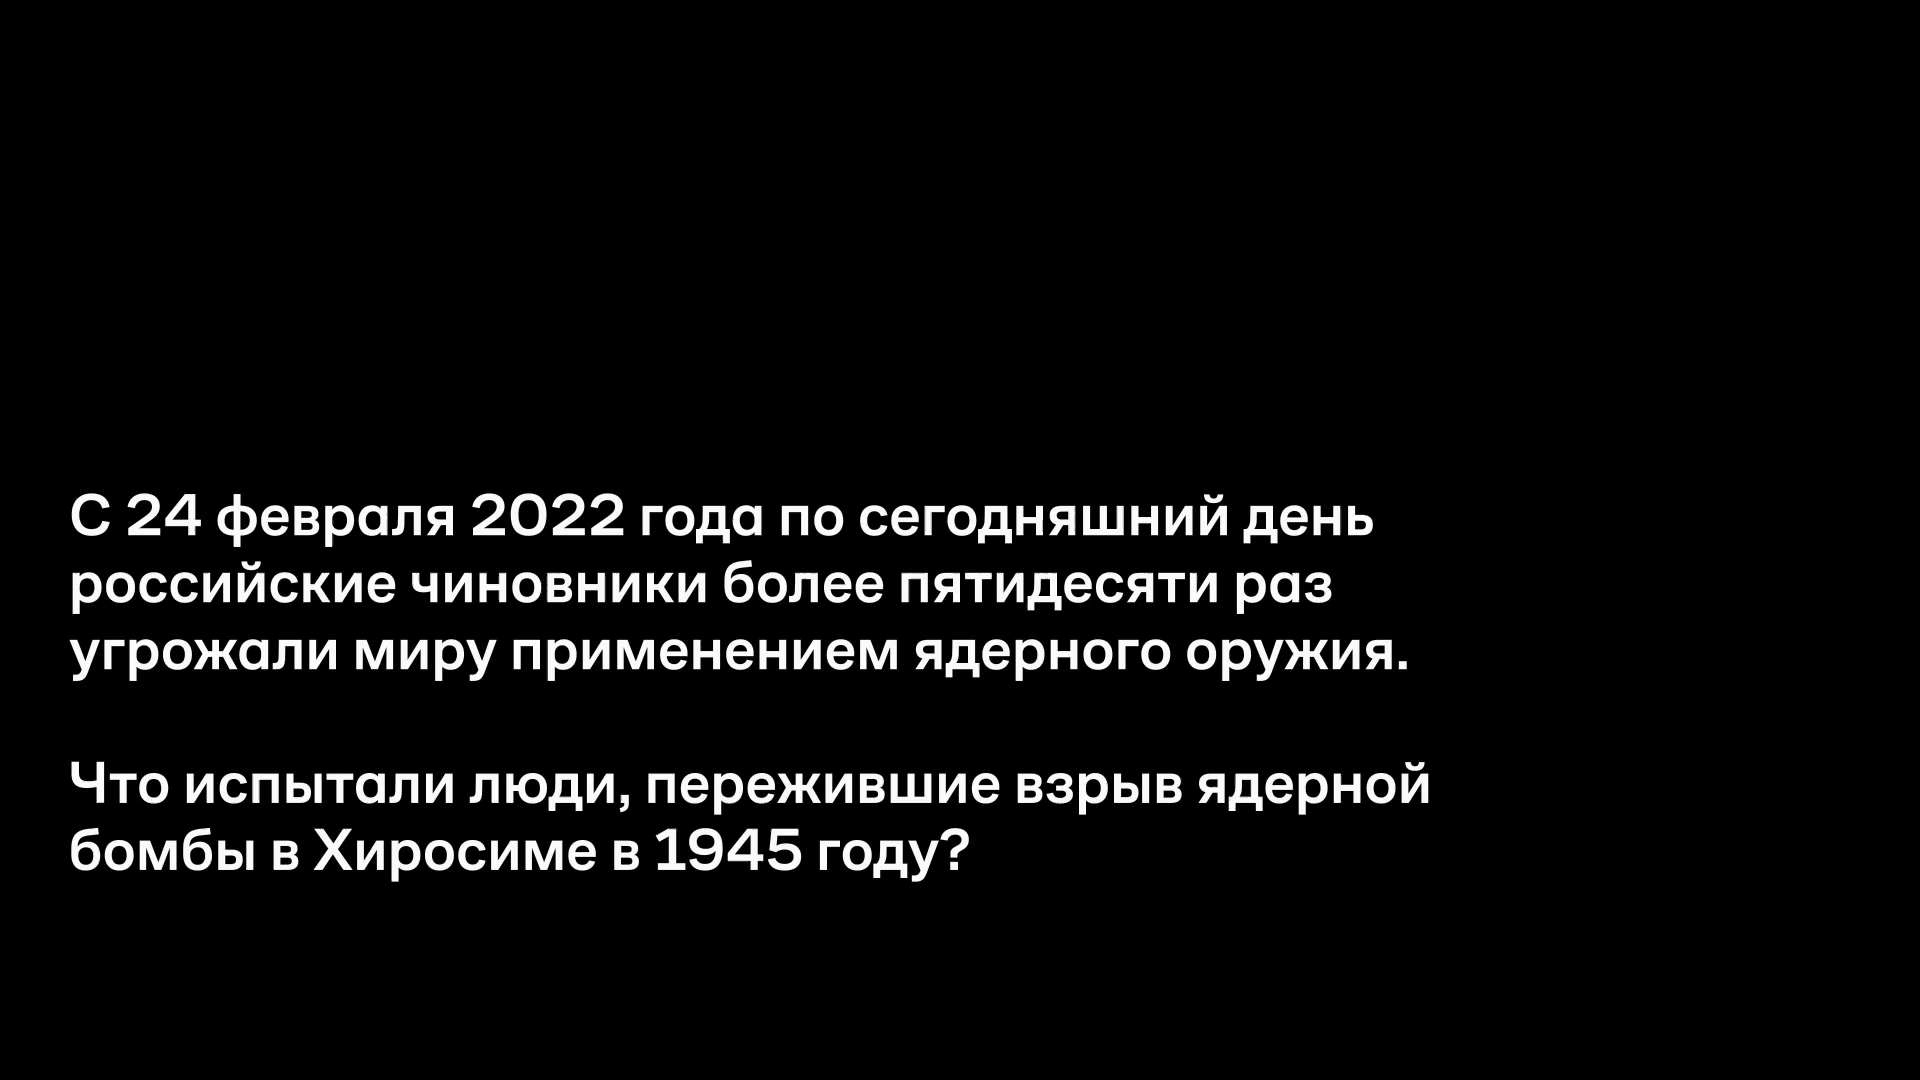 С 24 февраля 2022 года по сегодняшний день
российские чиновники более пятидесяти раз
угрожали миру применением ядерного оружия.
Что испытали люди, пережившие взрыв ядерной
бомбы в Хиросиме в 1945 году?